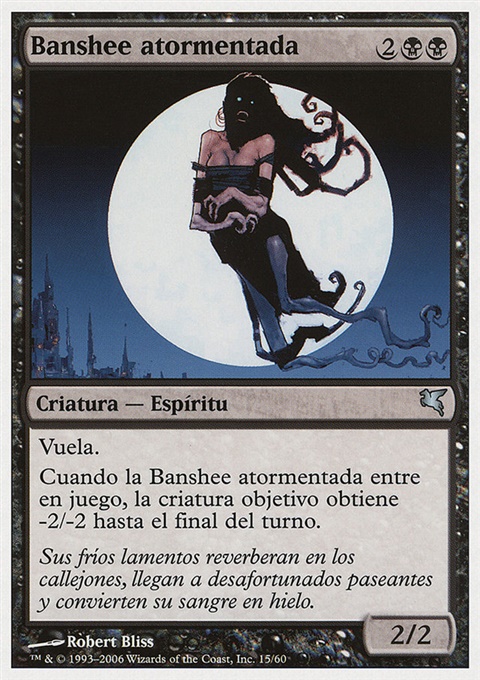 Banshee atormentada 2
Criatura — Espíritu
Vuela.
Cuando la Banshee atormentada entre
en juego, la criatura objetivo obtiene
-2/-2 hasta el final del turno.
Sus fríos lamentos reverberan en los
callejones, llegan a desafortunados paseantes
y convierten su sangre en hielo.
Robert Bliss
2/2
™ & © 1993–2006 Wizards of the Coast, Inc. 15/60